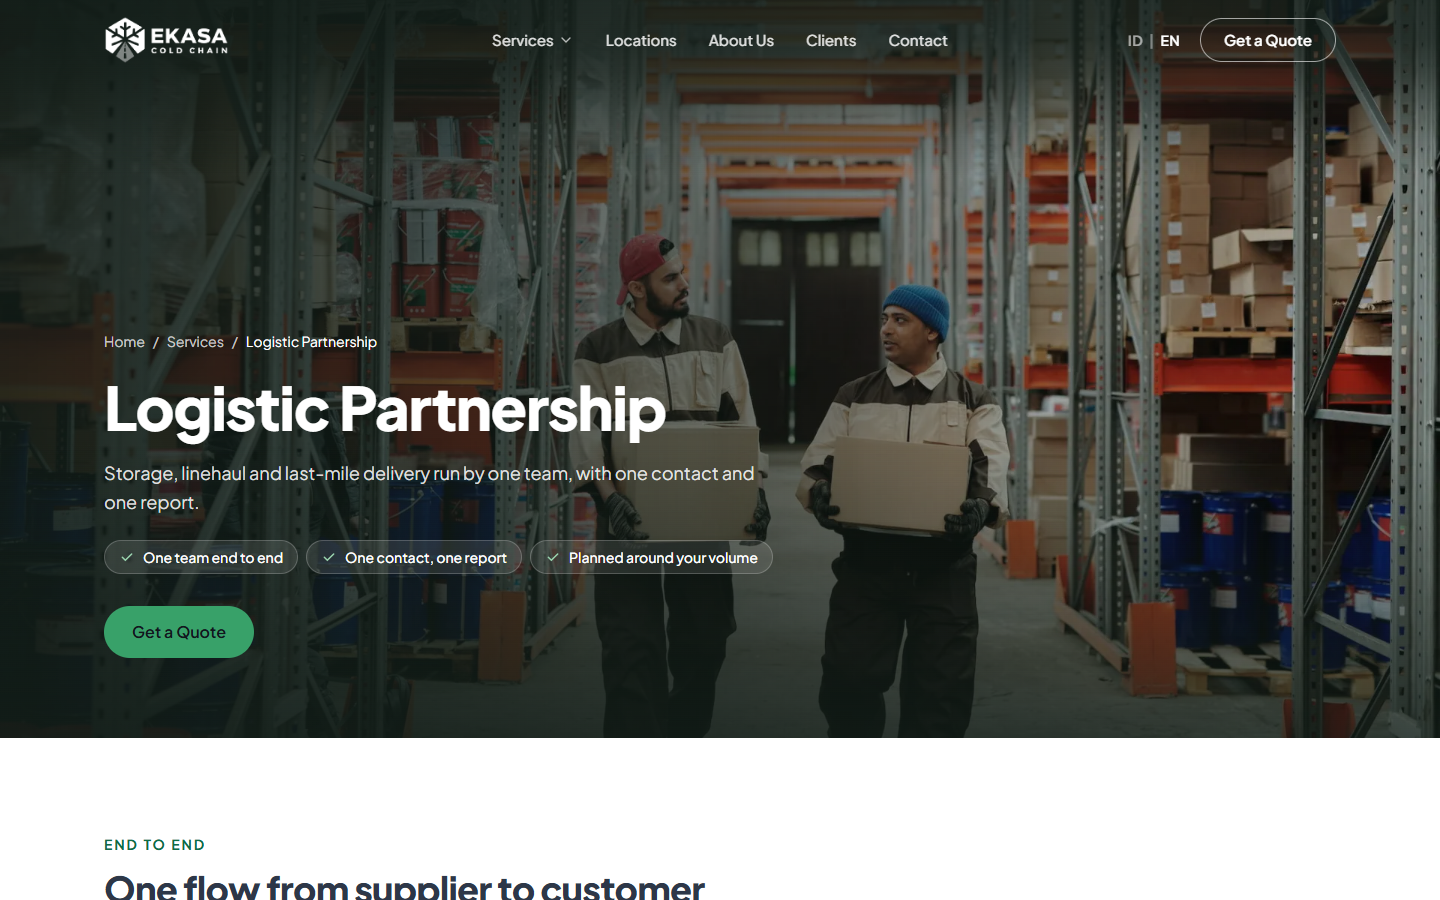 EKASA
COLD CHAIN
Services
Locations
About Us
Clients
Contact
ID | EN
Get a Quote
Home / Services / Logistic Partnership
Logistic Partnership
Storage, linehaul and last-mile delivery run by one team, with one contact and
one report.
One team end to end
One contact, one report
Planned around your volume
Get a Quote
END TO END
One flow from supplier to customer